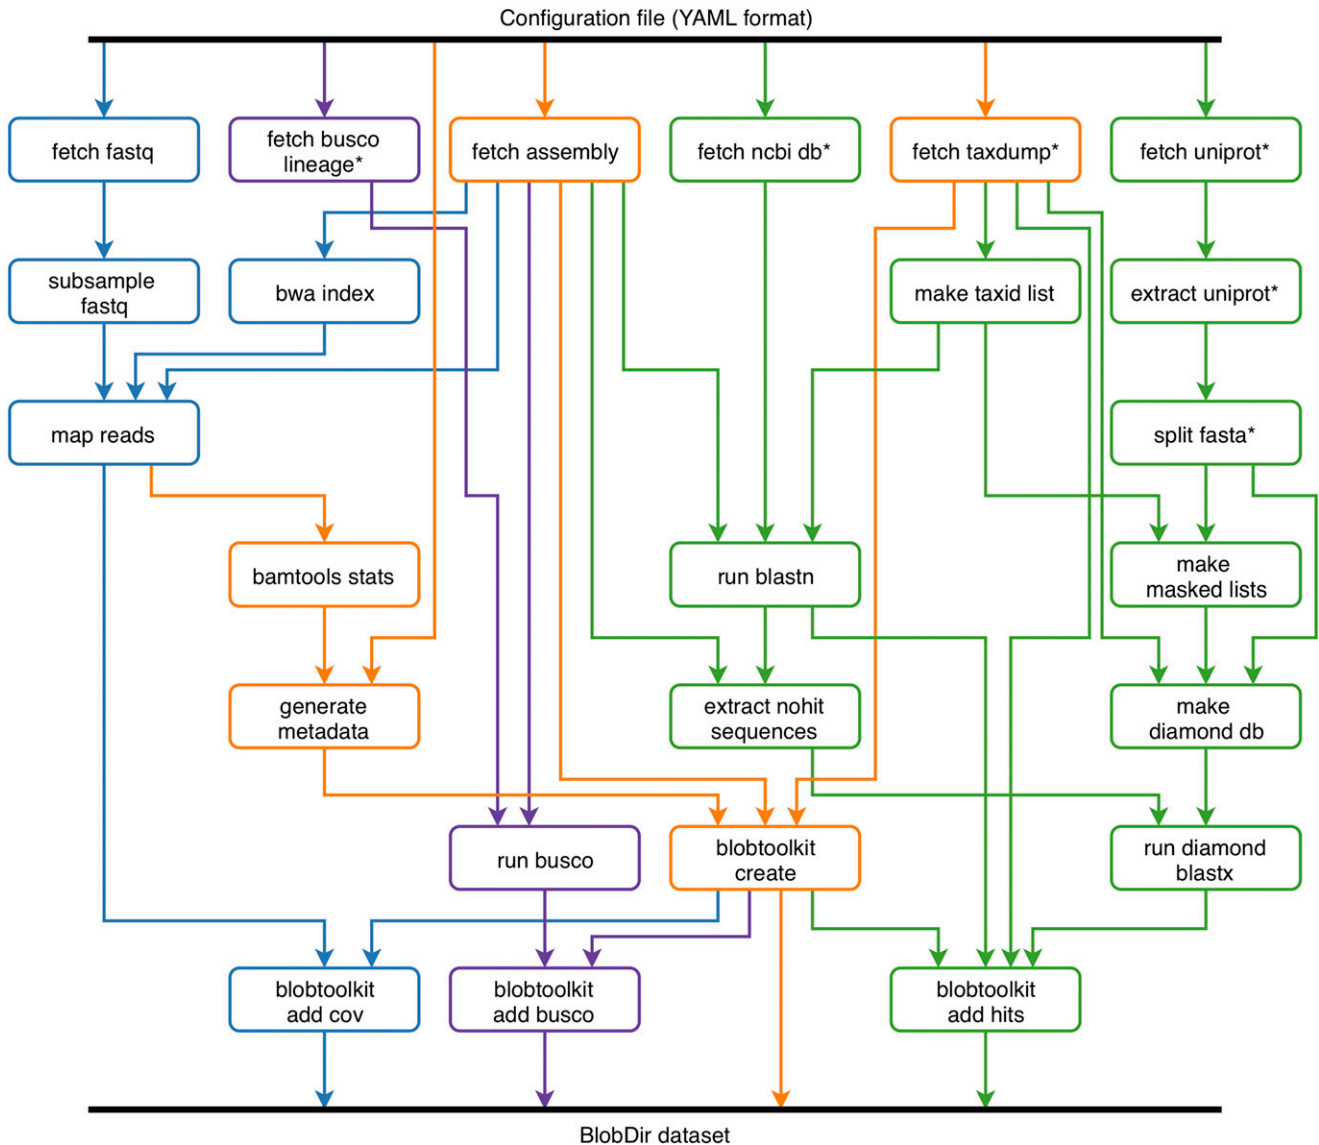 Configuration file (YAML format)
fetch fastq
fetch busco
lineage*
fetch assembly
fetch ncbi db*
fetch taxdump*
fetch uniprot*
subsample
fastq
bwa index
make taxid list
extract uniprot*
map reads
split fasta*
bamtools stats
run blastn
make
masked lists
generate
metadata
extract nohit
sequences
make
diamond db
run busco
blobtoolkit
create
run diamond
blastx
blobtoolkit
add cov
blobtoolkit
add busco
blobtoolkit
add hits
BlobDir dataset